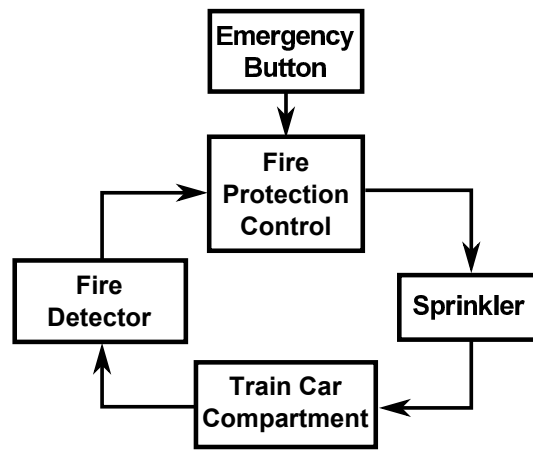 Emergency
Button
Fire
Protection
Control
Fire
Detector
Sprinkler
Train Car
Compartment